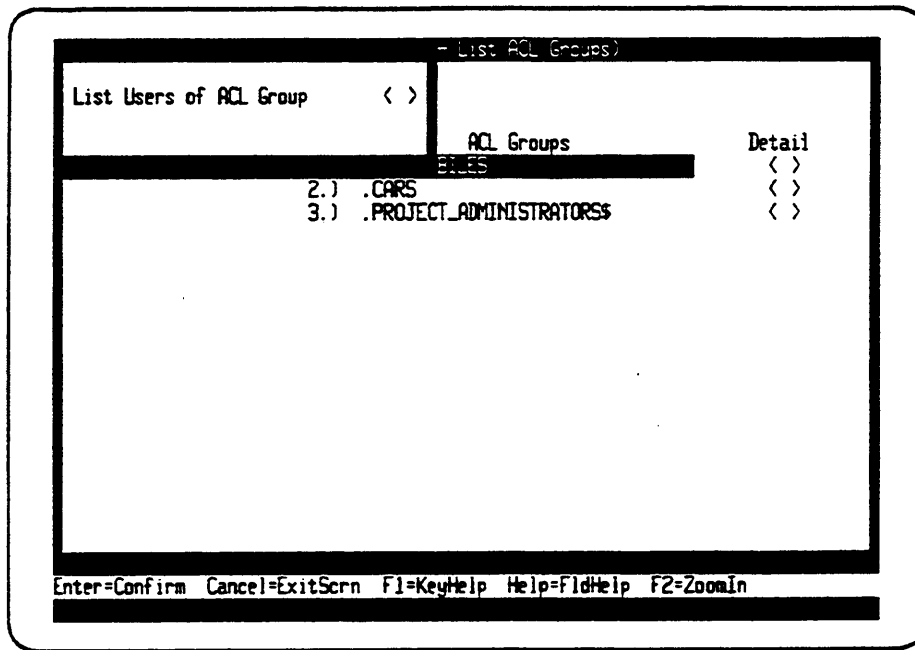 - List ACL Groups)
List Users of ACL Group < >
ACL Groups Detail
BILES < >
2.) .CARS < >
3.) .PROJECT_ADMINISTRATORS$ < >
Enter=Confirm Cancel=ExitScrn F1=KeyHelp Help=FldHelp F2=ZoomIn